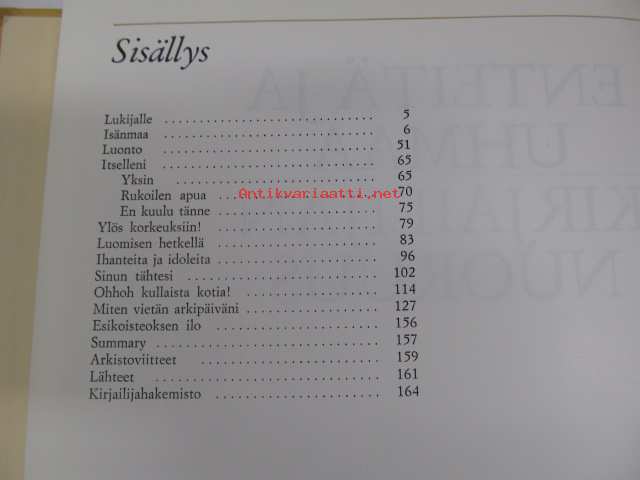 Sisällys
Lukijalle . . . . . . . . . . . . . . . . . . . . . . . . . . . . . 5
Isänmaa . . . . . . . . . . . . . . . . . . . . . . . . . . . . . 6
Luonto . . . . . . . . . . . . . . . . . . . . . . . . . . . . . 51
Itselleni . . . . . . . . . . . . . . . . . . . . . . . . . . . . . 65
Yksin . . . . . . . . . . . . . . . . . . . . . . . . . . . 65
Rukoilen apua . . . . . . . . . . . . . . . . . . . . . 70
Antikvariaatti.net
En kuulu tänne . . . . . . . . . . . . . . . . . . . . . . 75
Ylös korkeuksiin! . . . . . . . . . . . . . . . . . . . . . . . 79
Luomisen hetkellä . . . . . . . . . . . . . . . . . . . . . . 83
Ihanteita ja idoleita . . . . . . . . . . . . . . . . . . . . . . 96
Sinun tähtesi . . . . . . . . . . . . . . . . . . . . . . . . . 102
Ohhoh kullaista kotia! . . . . . . . . . . . . . . . . . . . 114
Miten vietän arkipäiväni . . . . . . . . . . . . . . . . . . 127
Esikoisteoksen ilo . . . . . . . . . . . . . . . . . . . . . . 156
Summary . . . . . . . . . . . . . . . . . . . . . . . . . . . . 157
Arkistoviitteet . . . . . . . . . . . . . . . . . . . . . . . . 159
Lähteet . . . . . . . . . . . . . . . . . . . . . . . . . . . . . . 161
Kirjailijahakemisto . . . . . . . . . . . . . . . . . . . . . . 164
ENTEITÄ JA